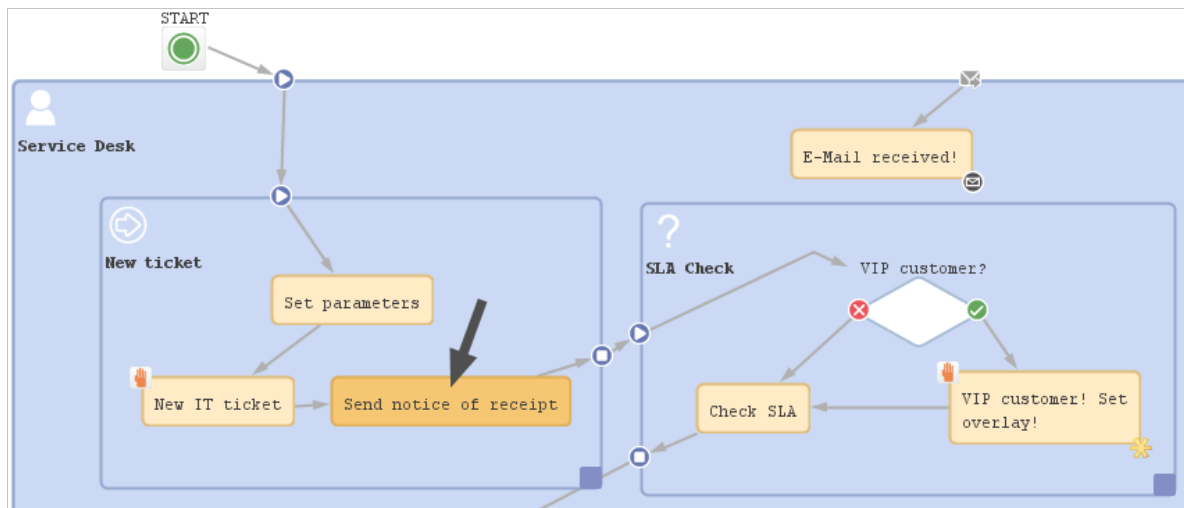 START
Service Desk
E-Mail received!
New ticket
SLA Check
VIP customer?
Set parameters
New IT ticket
Send notice of receipt
Check SLA
VIP customer! Set
overlay!